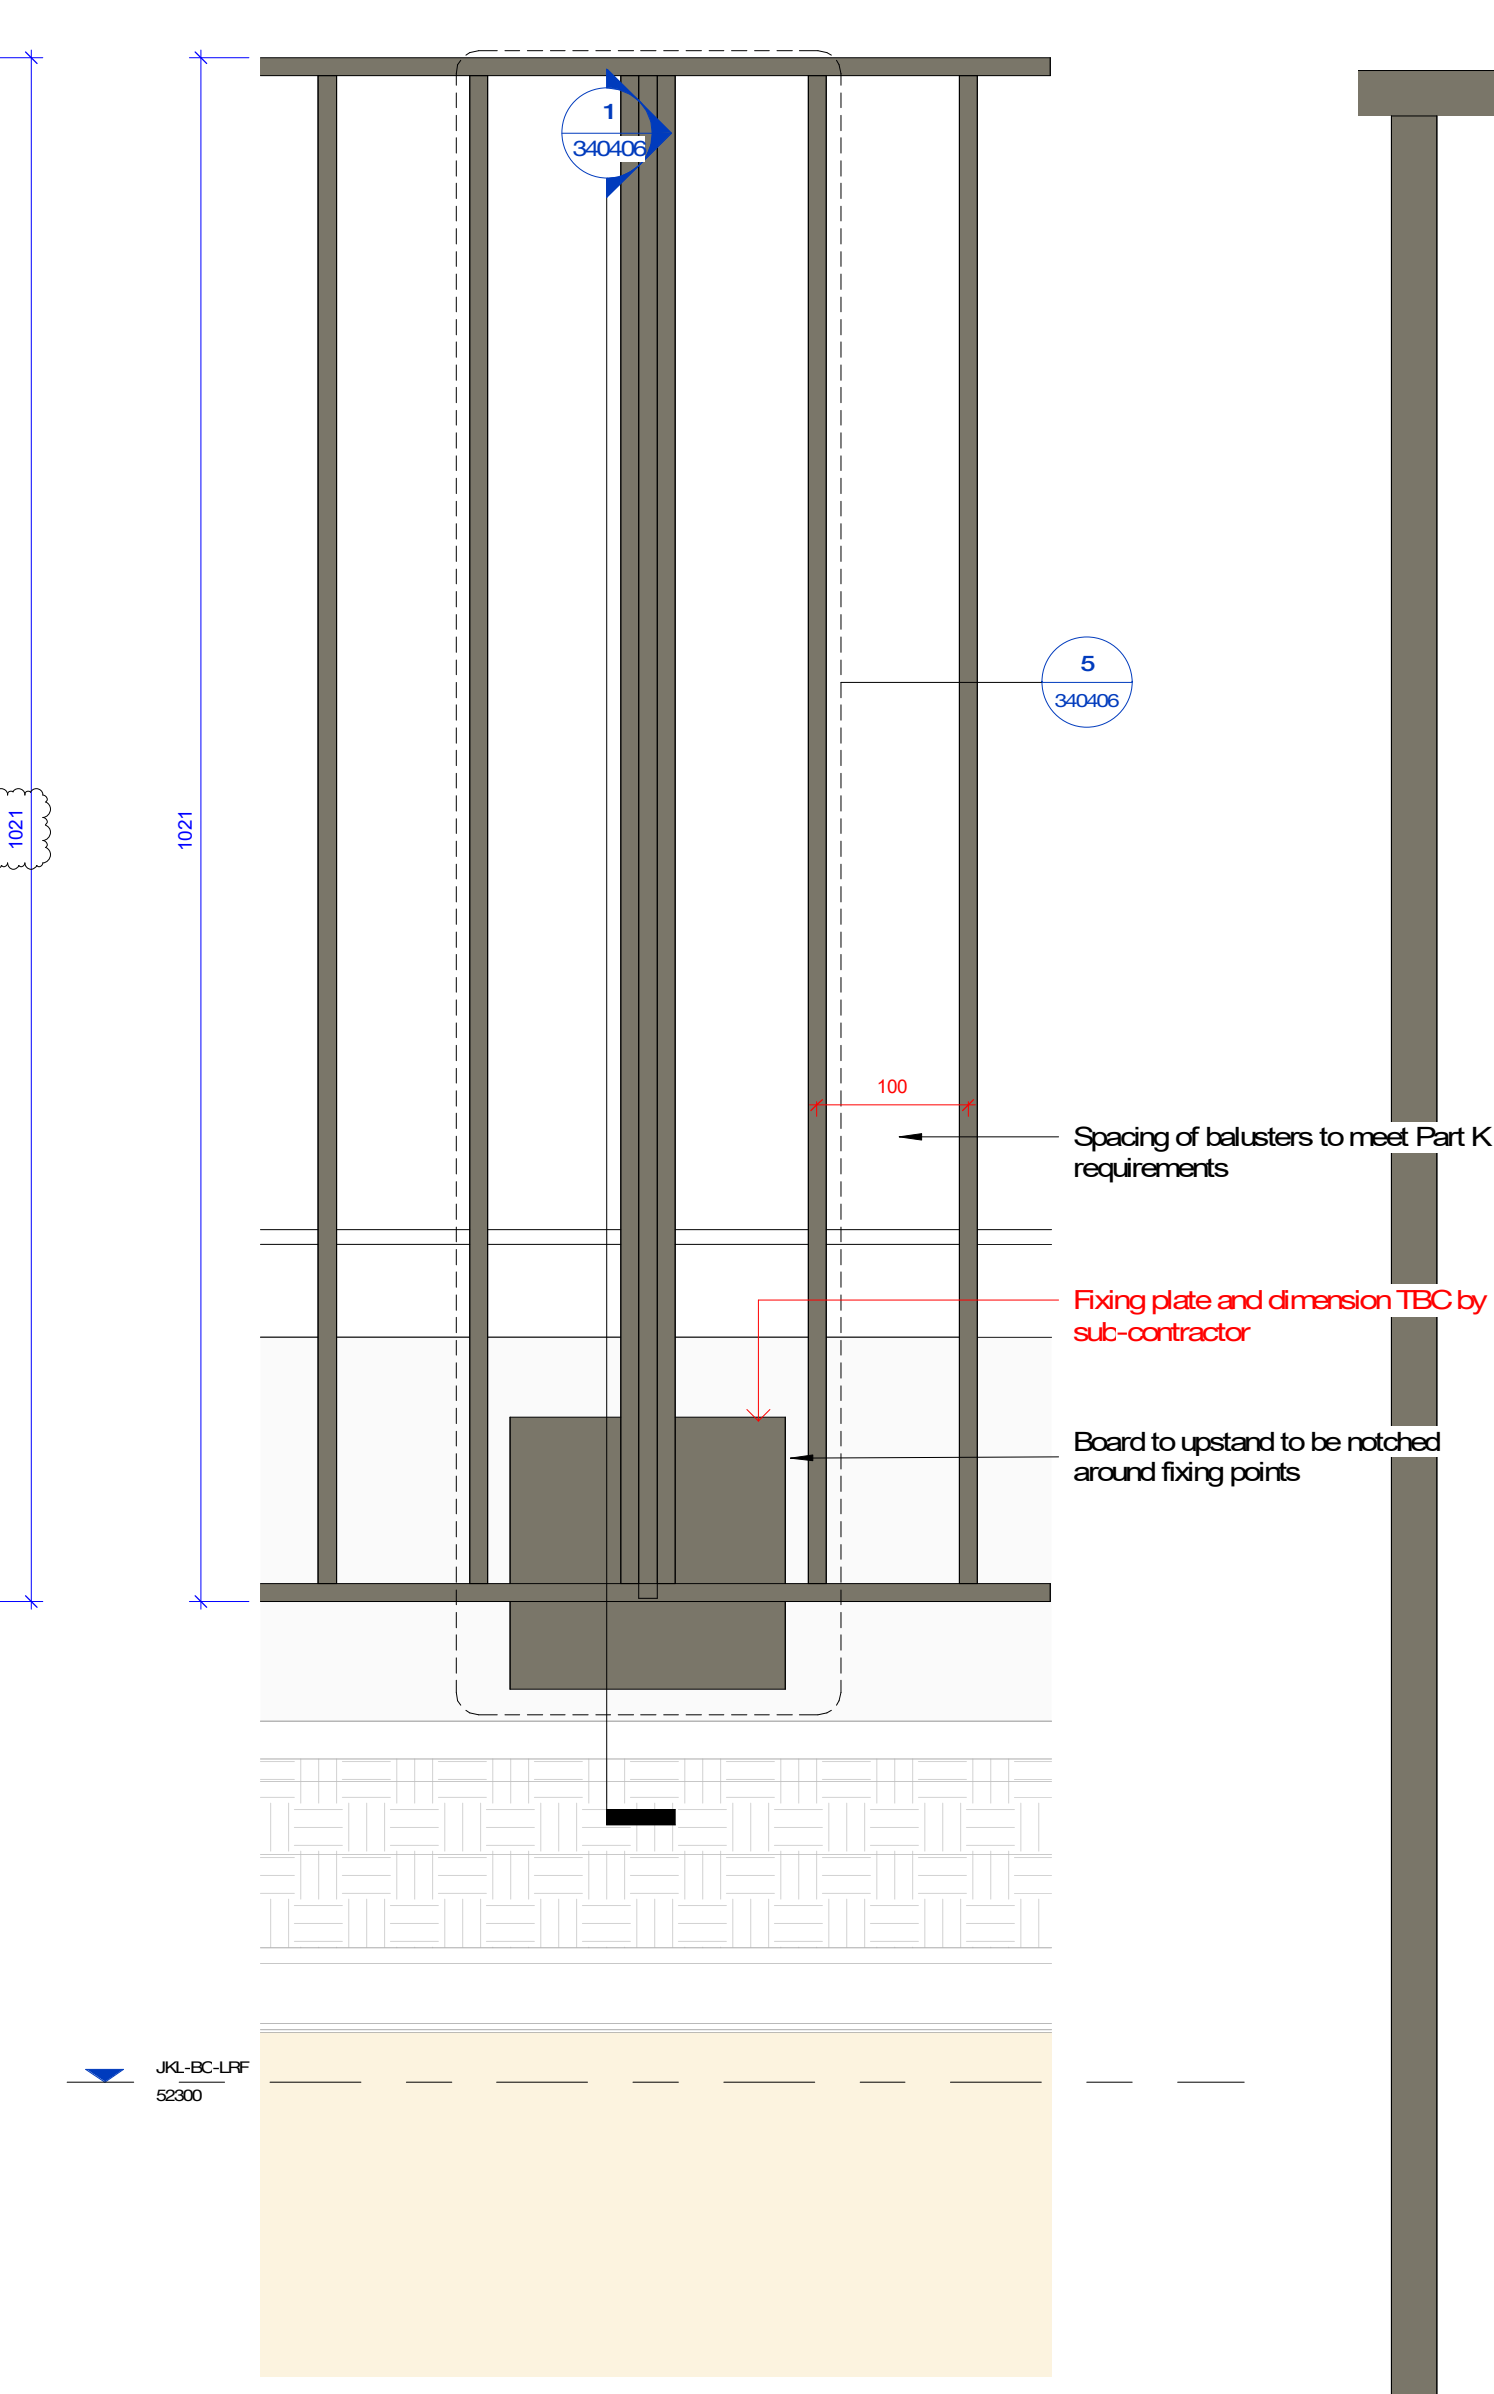 1
340406
5
340406
1021
1021
100
Spacing of balusters to meet Part K
requirements
Fixing plate and dimension TBC by
sub-contractor
Board to upstand to be notched
around fixing points
JKL-BC-LRF
52300